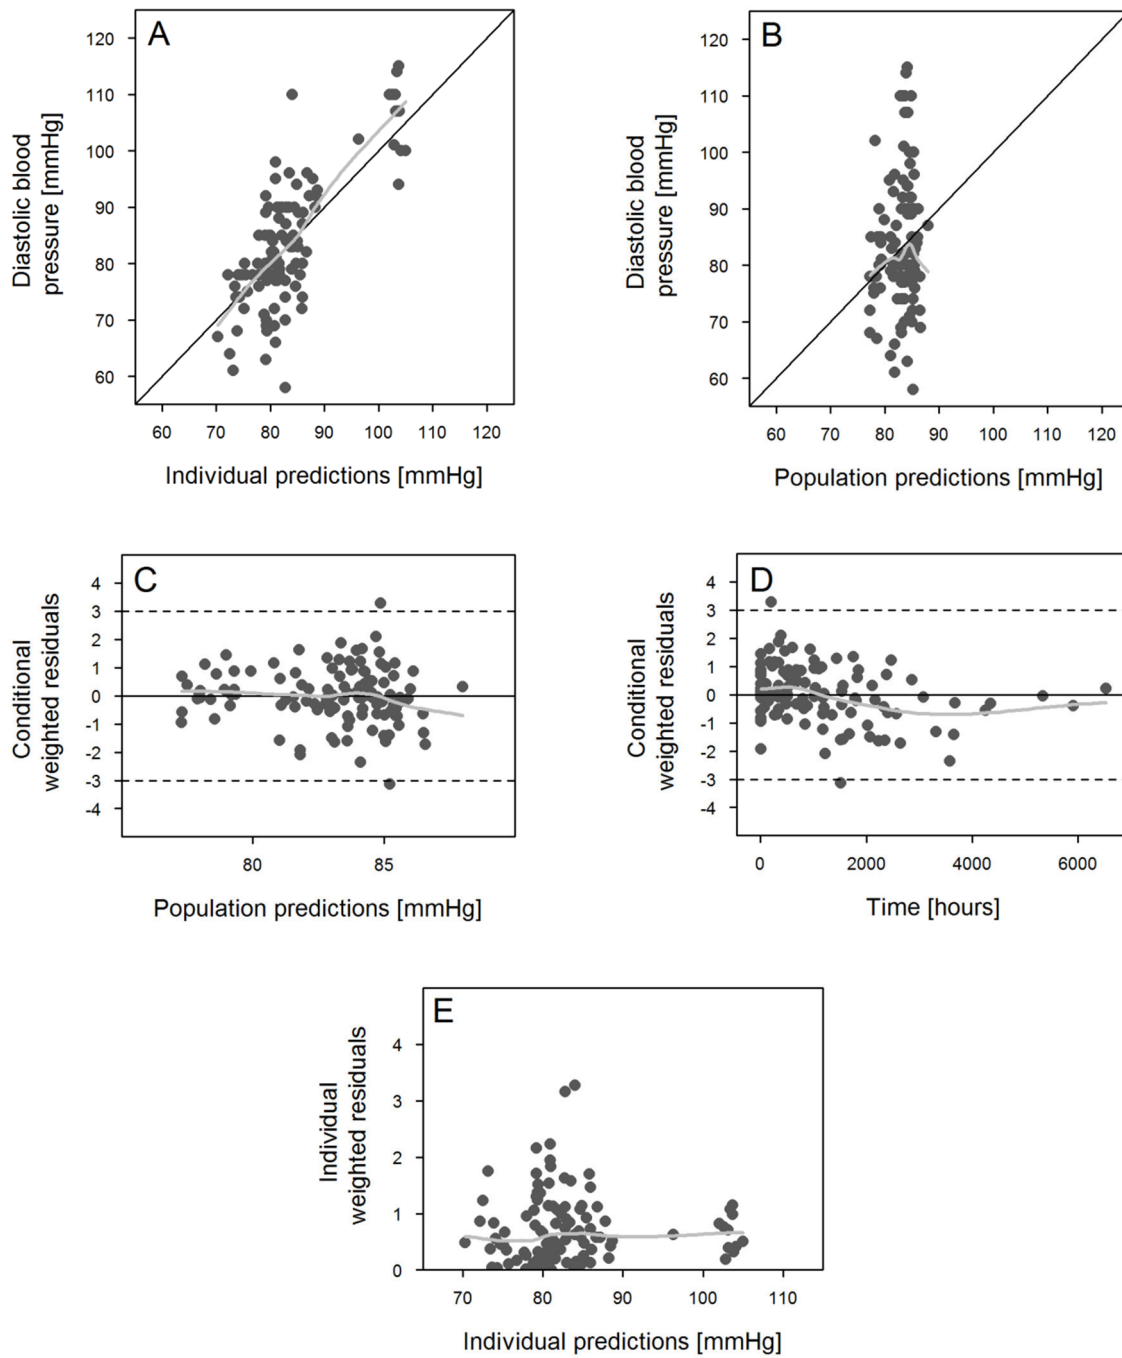 A
120
110
100
90
80
70
60
Diastolic blood
pressure [mmHg]
60 70 80 90 100 110 120
Individual predictions [mmHg]
B
120
110
100
90
80
70
60
Diastolic blood
pressure [mmHg]
60 70 80 90 100 110 120
Population predictions [mmHg]
C
4
3
2
1
0
-1
-2
-3
-4
Conditional
weighted residuals
80 85
Population predictions [mmHg]
D
4
3
2
1
0
-1
-2
-3
-4
Conditional
weighted residuals
0 2000 4000 6000
Time [hours]
E
4
3
2
1
0
Individual
weighted residuals
70 80 90 100 110
Individual predictions [mmHg]